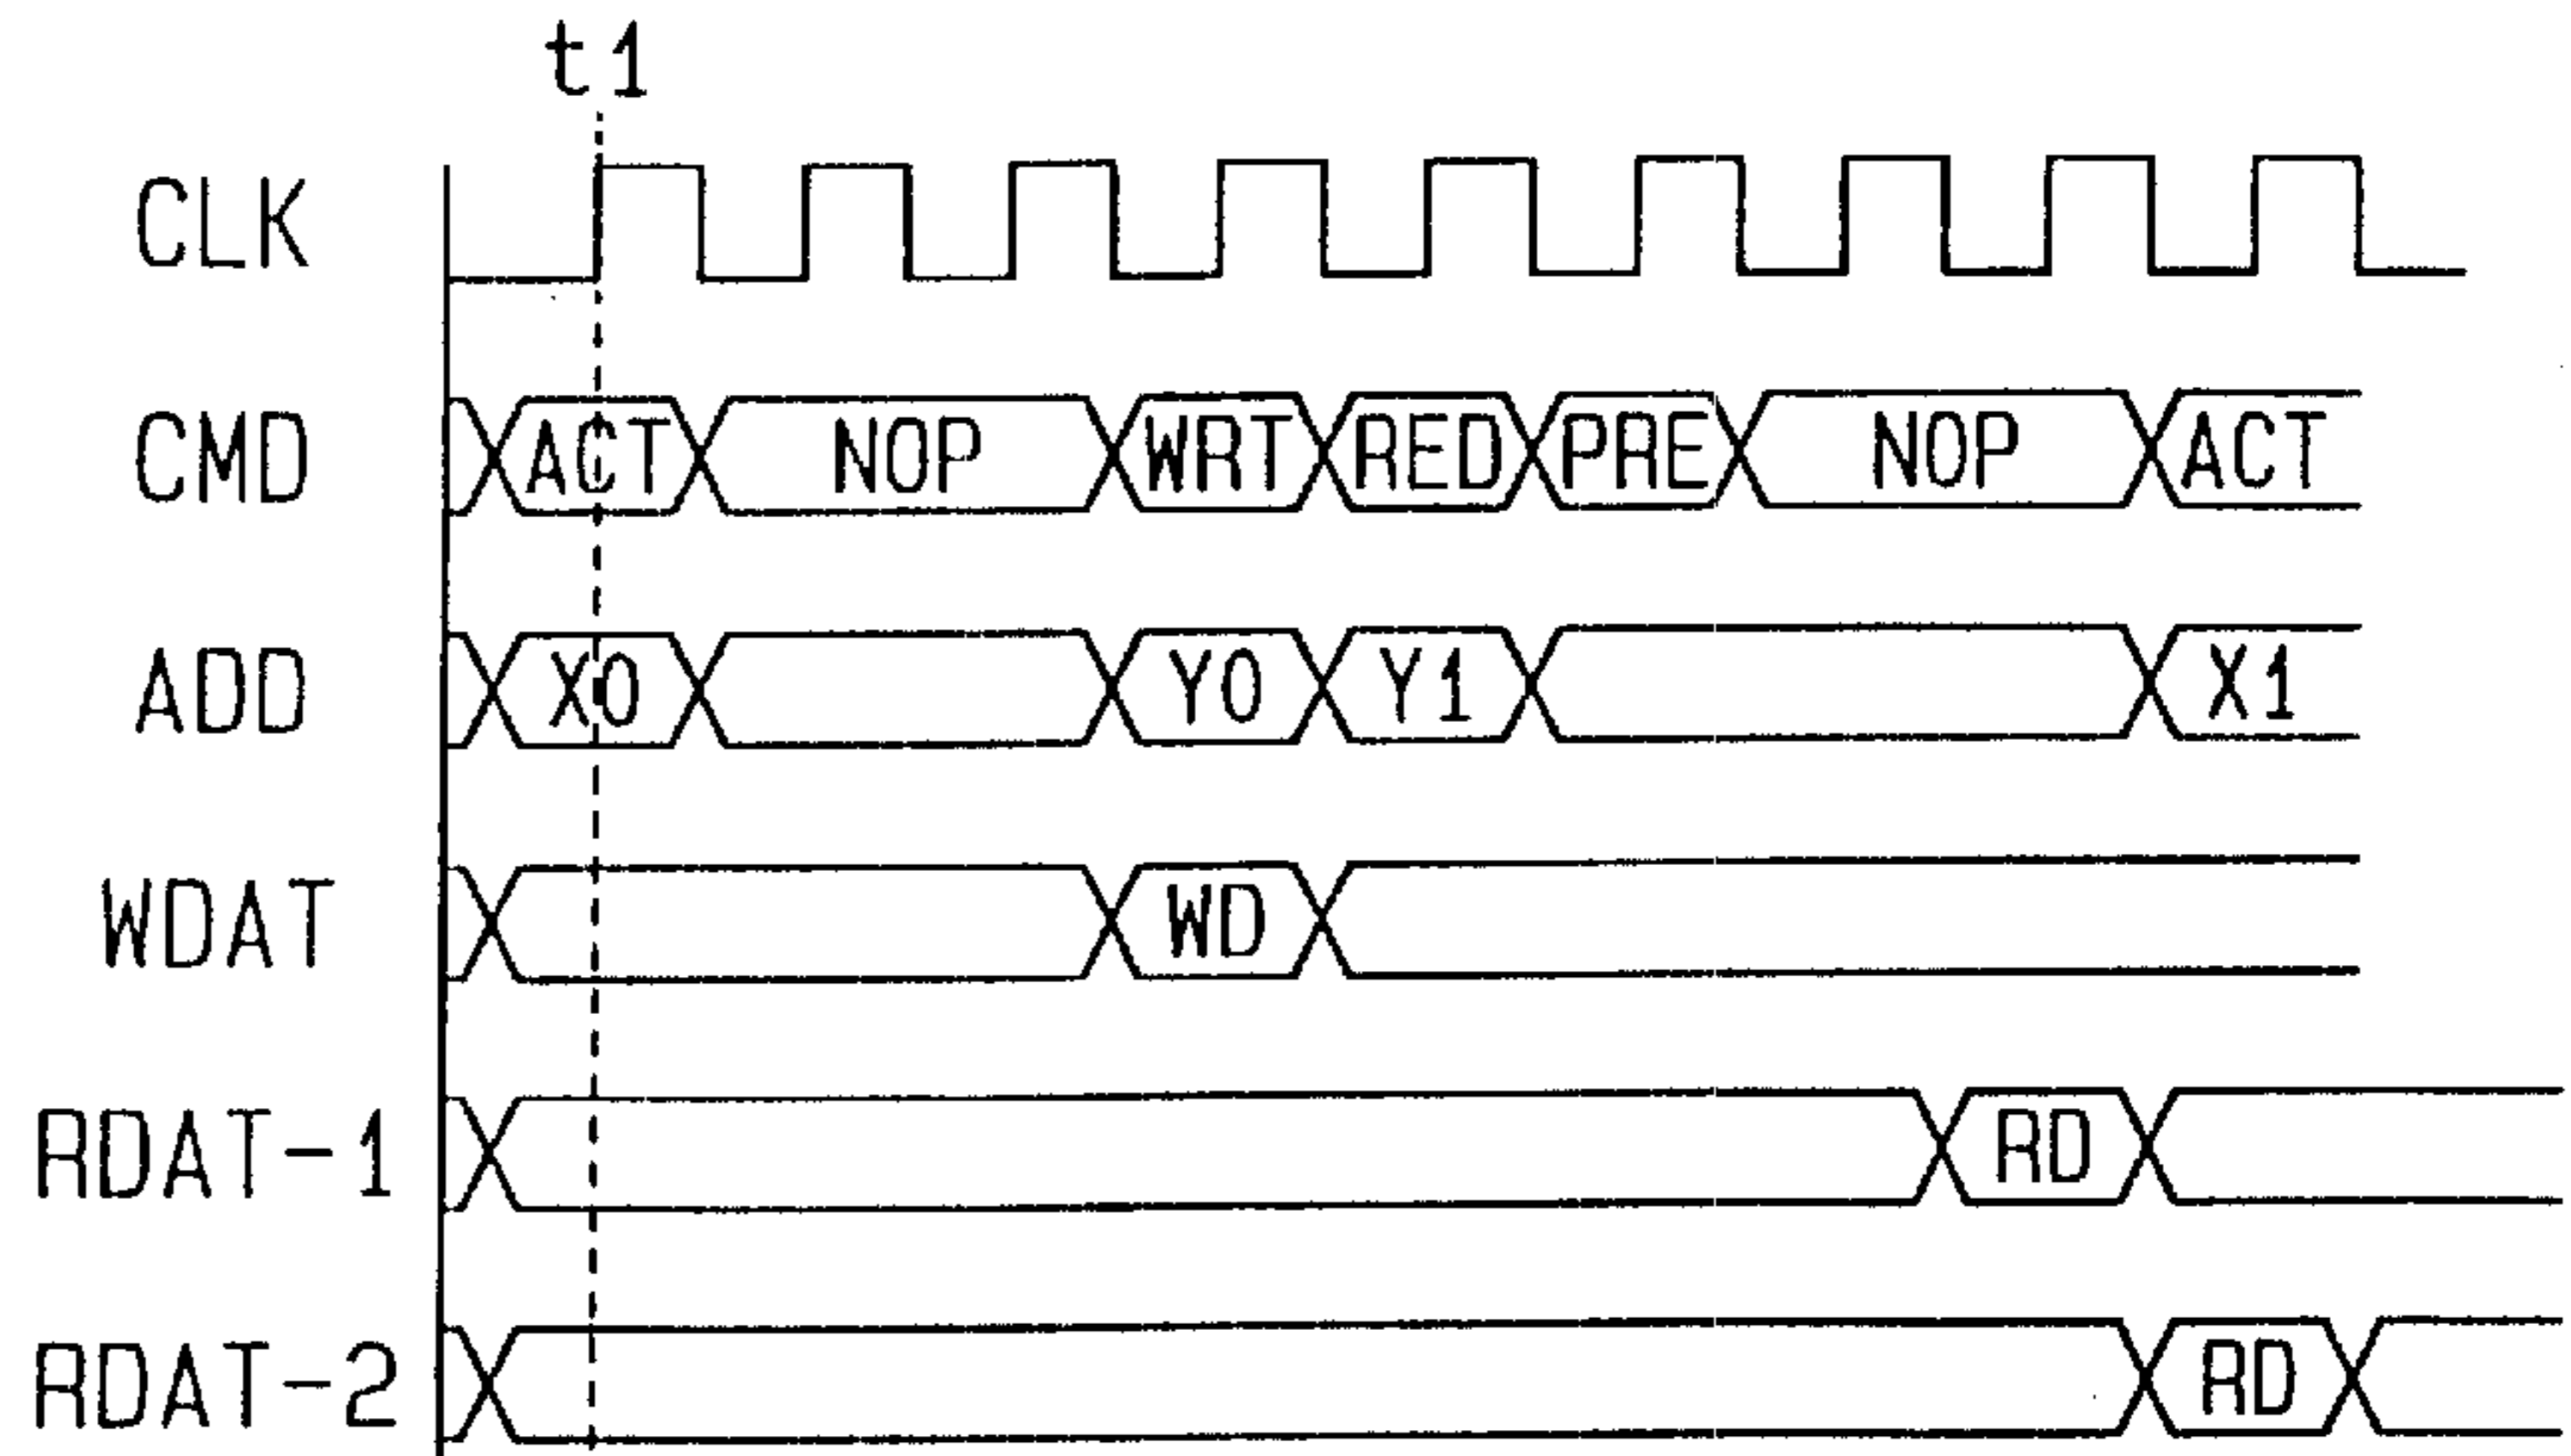 t1
CLK
CMD ACT NOP WRT RED PRE NOP ACT
ADD X0 Y0 Y1 X1
WDAT WD
RDAT-1 RD
RDAT-2 RD